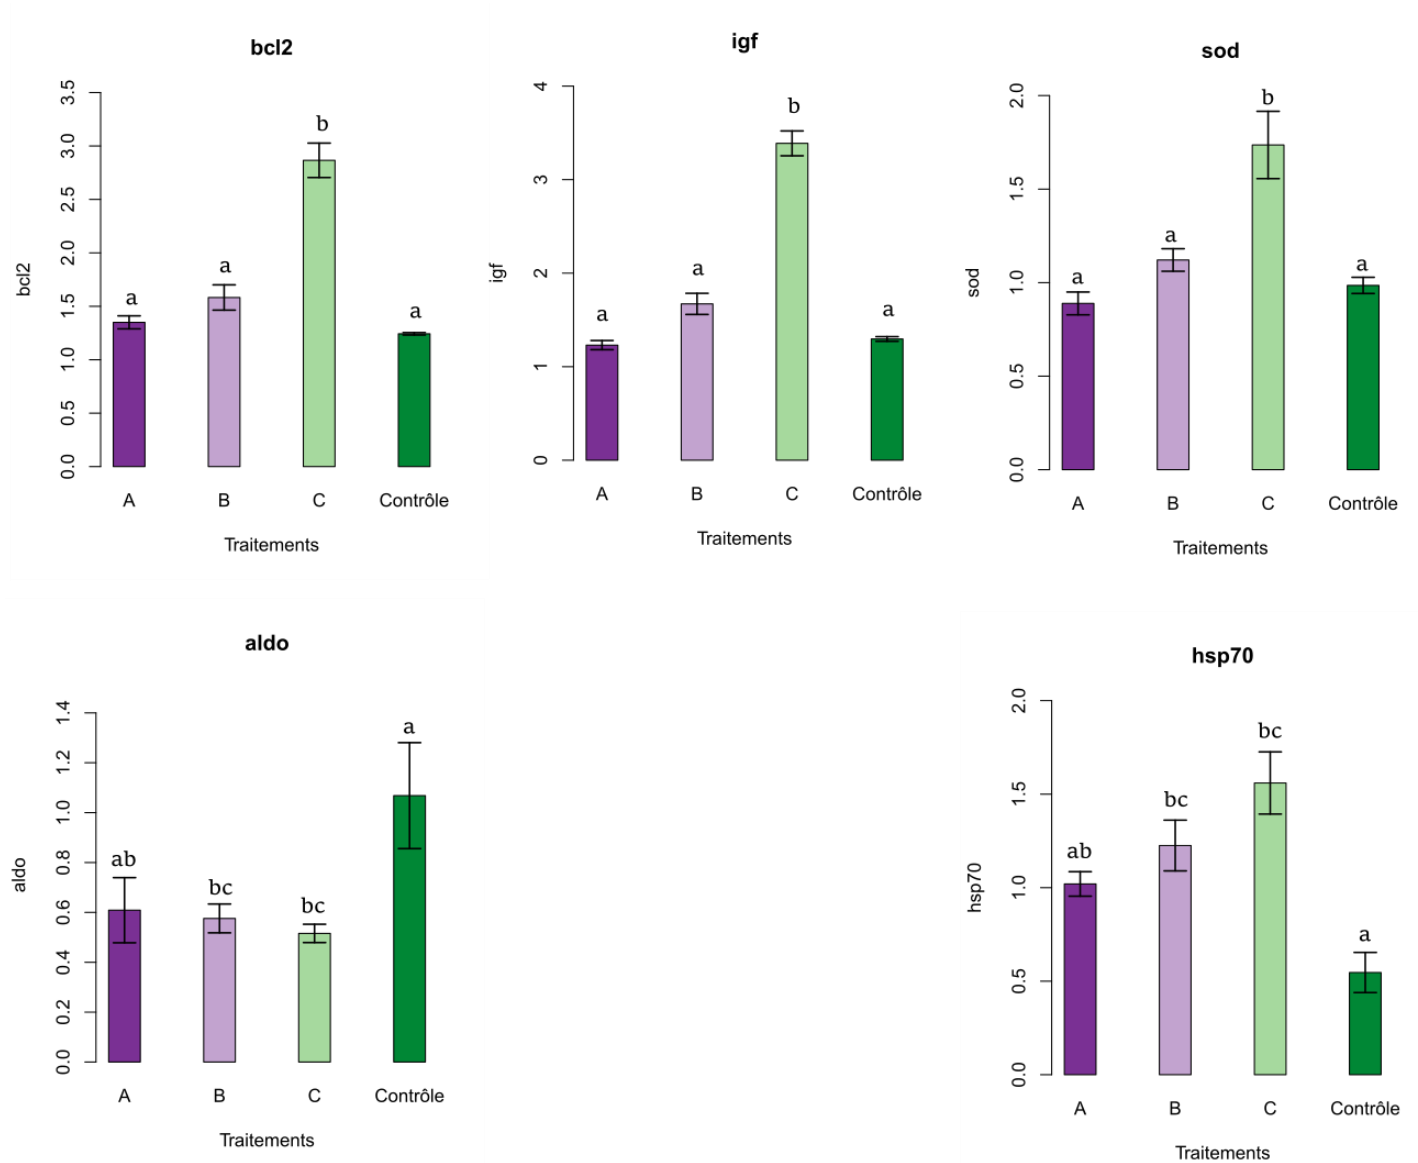 bcl2
bcl2
3.5
3.0
2.5
2.0
1.5
1.0
0.5
0.0
a
a
b
a
A B C Contrôle
Traitements
igf
igf
4
3
2
1
0
a
a
b
a
A B C Contrôle
Traitements
sod
sod
2.0
1.5
1.0
0.5
0.0
a
a
b
a
A B C Contrôle
Traitements
aldo
aldo
1.4
1.2
1.0
0.8
0.6
0.4
0.2
0.0
ab
bc
bc
a
A B C Contrôle
Traitements
hsp70
hsp70
2.0
1.5
1.0
0.5
0.0
ab
bc
bc
a
A B C Contrôle
Traitements